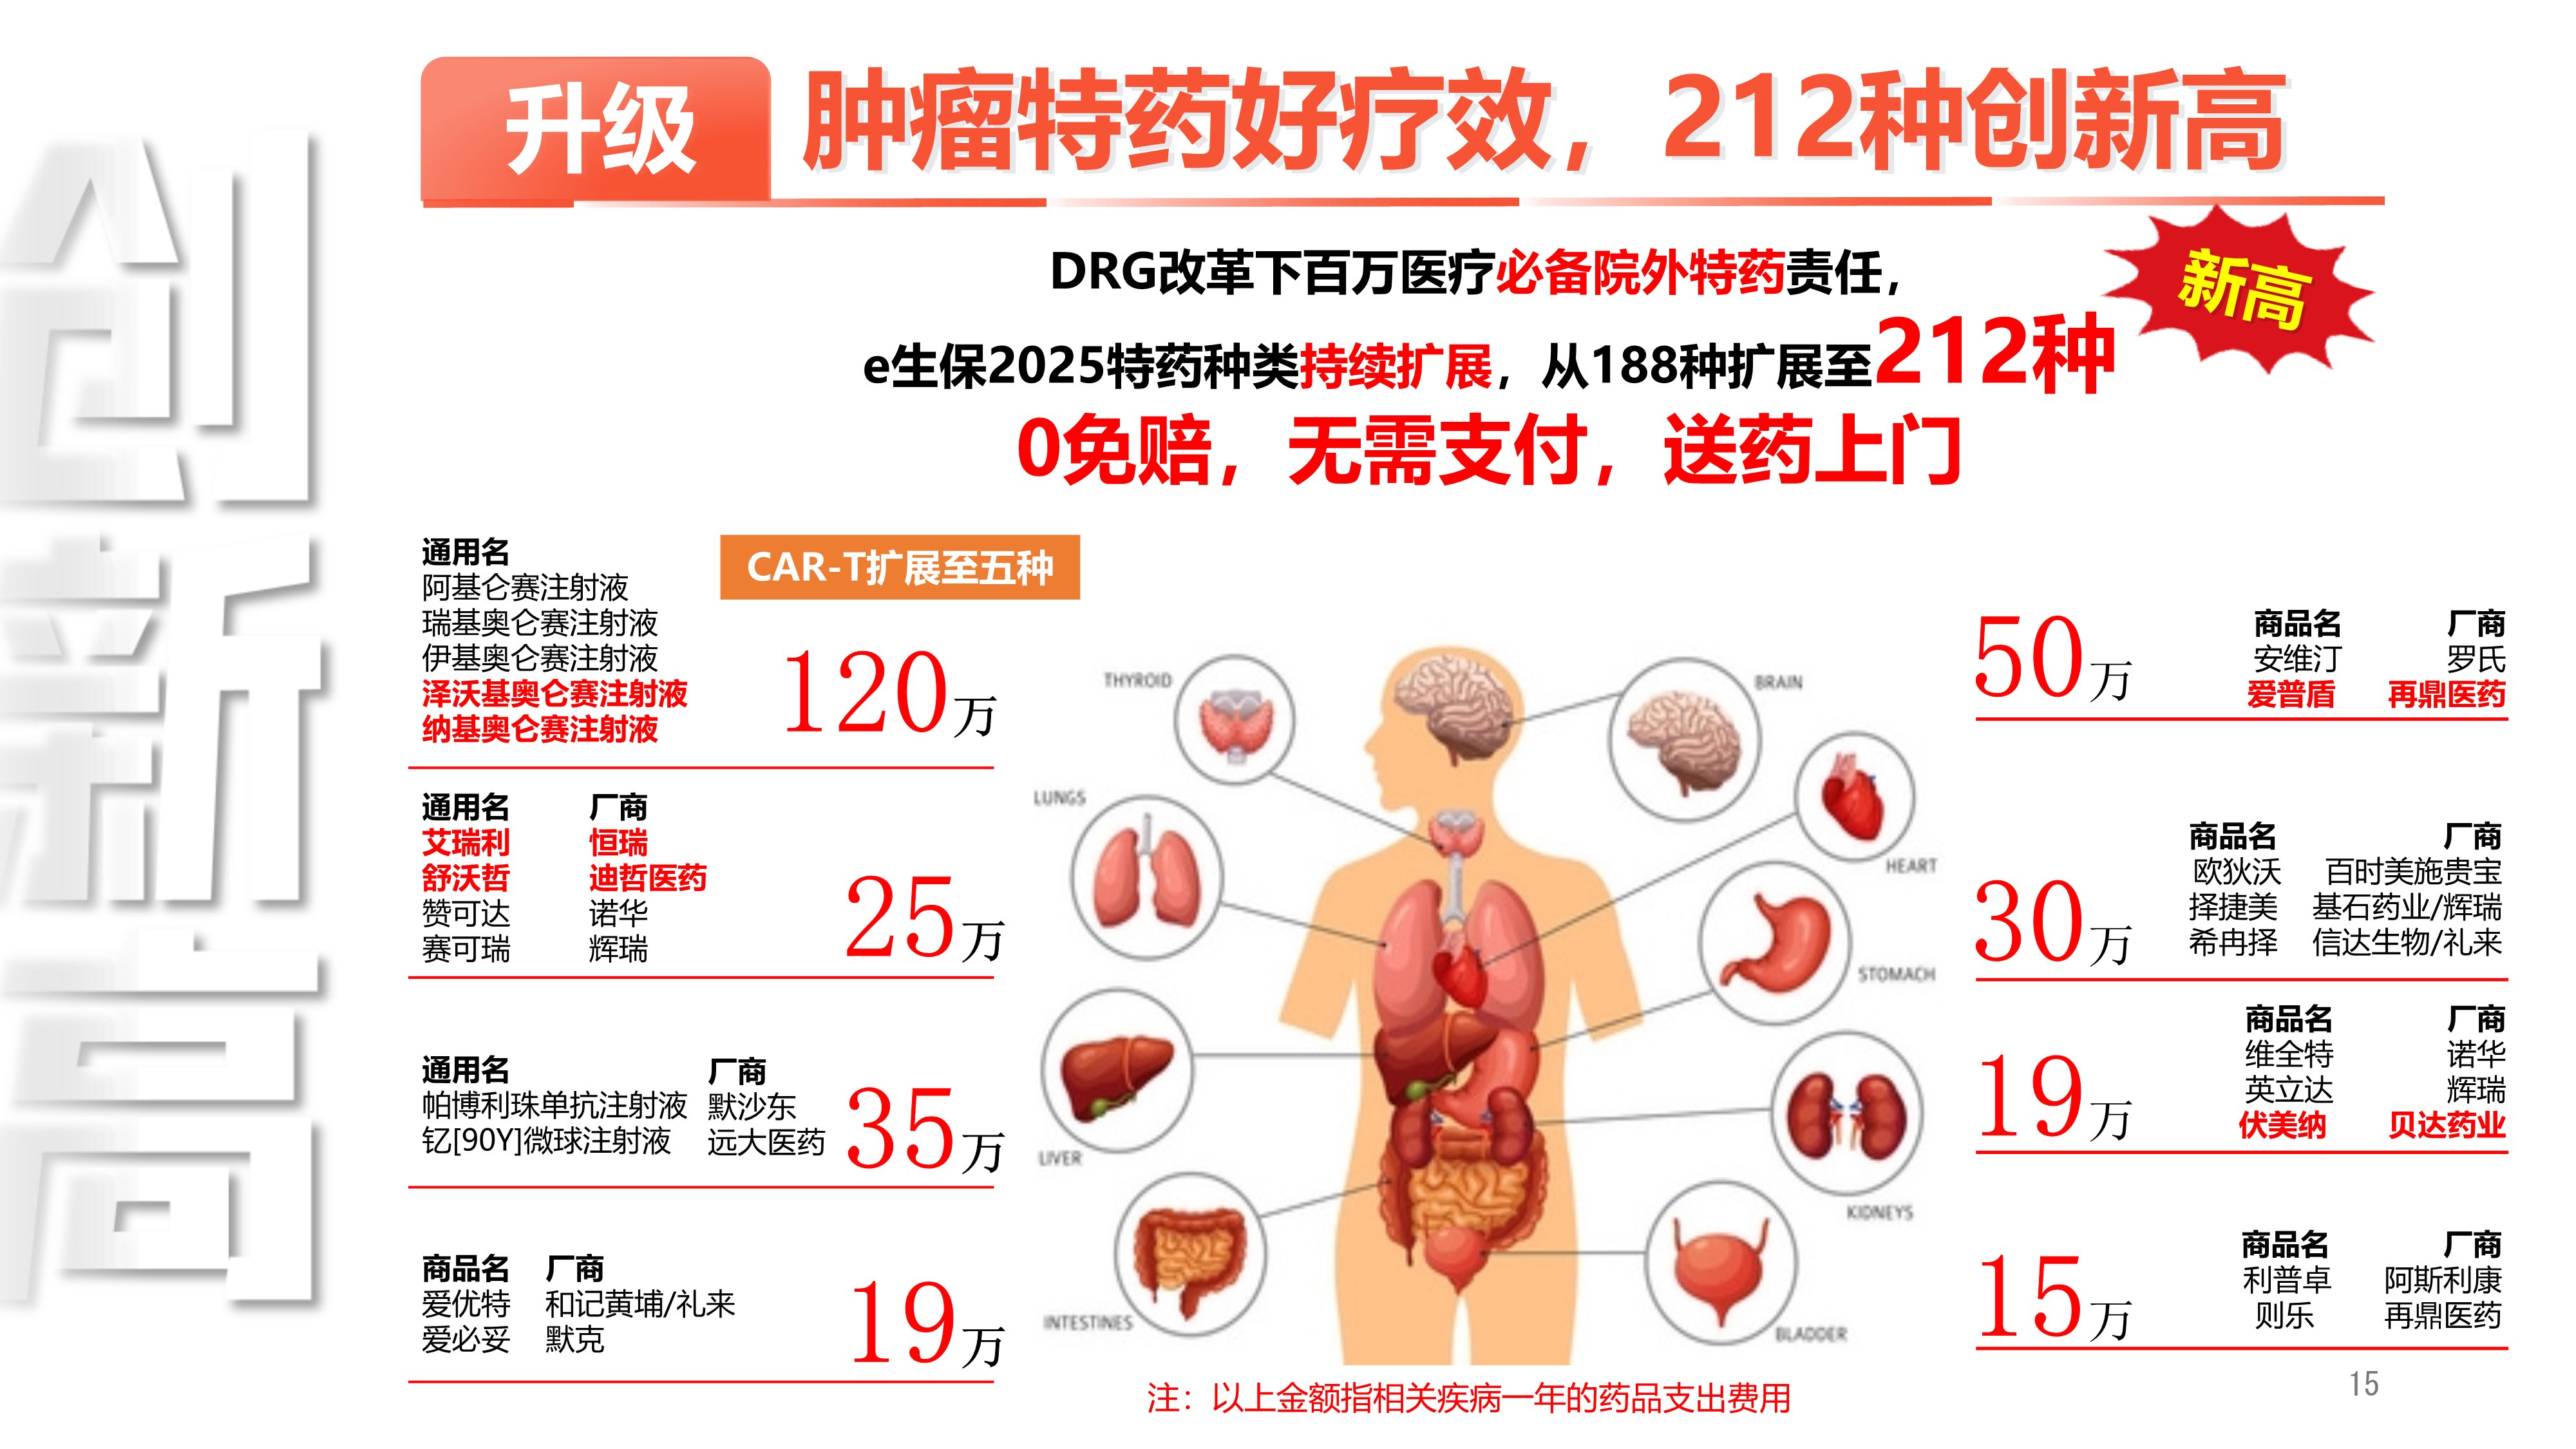 创新高
升级
肿瘤特药好疗效，212种创新高
DRG改革下百万医疗必备院外特药责任，
新高
e生保2025特药种类持续扩展，从188种扩展至212种
0免赔，无需支付，送药上门
通用名
CAR-T扩展至五种
阿基仑赛注射液
瑞基奥仑赛注射液
伊基奥仑赛注射液
泽沃基奥仑赛注射液
纳基奥仑赛注射液
120万
通用名 厂商
艾瑞利 恒瑞
舒沃哲 迪哲医药
赞可达 诺华
赛可瑞 辉瑞
25万
通用名 厂商
帕博利珠单抗注射液 默沙东
钇[90Y]微球注射液 远大医药
35万
商品名 厂商
爱优特 和记黄埔/礼来
爱必妥 默克
19万
THYROID
LUNGS
LIVER
INTESTINES
BRAIN
HEART
STOMACH
KIDNEYS
BLADDER
50万
商品名 厂商
安维汀 罗氏
爱普盾 再鼎医药
30万
商品名 厂商
欧狄沃 百时美施贵宝
择捷美 基石药业/辉瑞
希冉择 信达生物/礼来
19万
商品名 厂商
维全特 诺华
英立达 辉瑞
伏美纳 贝达药业
15万
商品名 厂商
利普卓 阿斯利康
则乐 再鼎医药
注：以上金额指相关疾病一年的药品支出费用
15